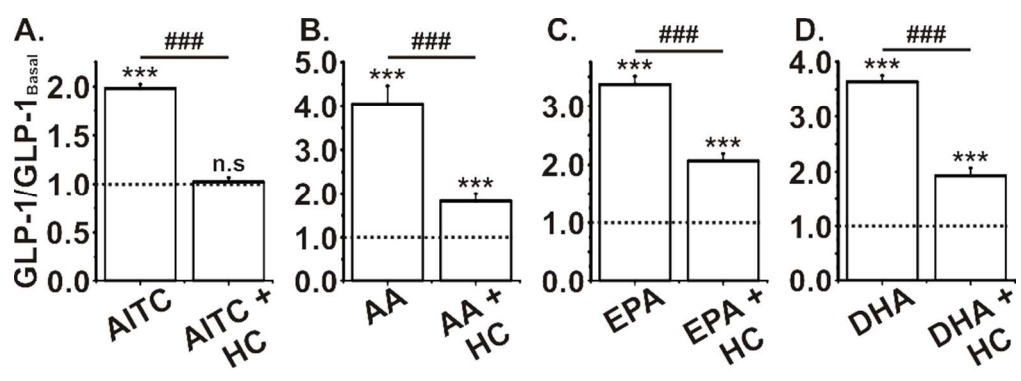 A.
###
***
n.s
GLP-1/GLP-1Basal
2.0
1.5
1.0
0.5
0.0
AITC
AITC +
HC
B.
###
***
***
5.0
4.0
3.0
2.0
1.0
0.0
AA
AA +
HC
C.
###
***
***
3.0
2.0
1.0
0.0
EPA
EPA +
HC
D.
###
***
***
4.0
3.0
2.0
1.0
0.0
DHA
DHA +
HC